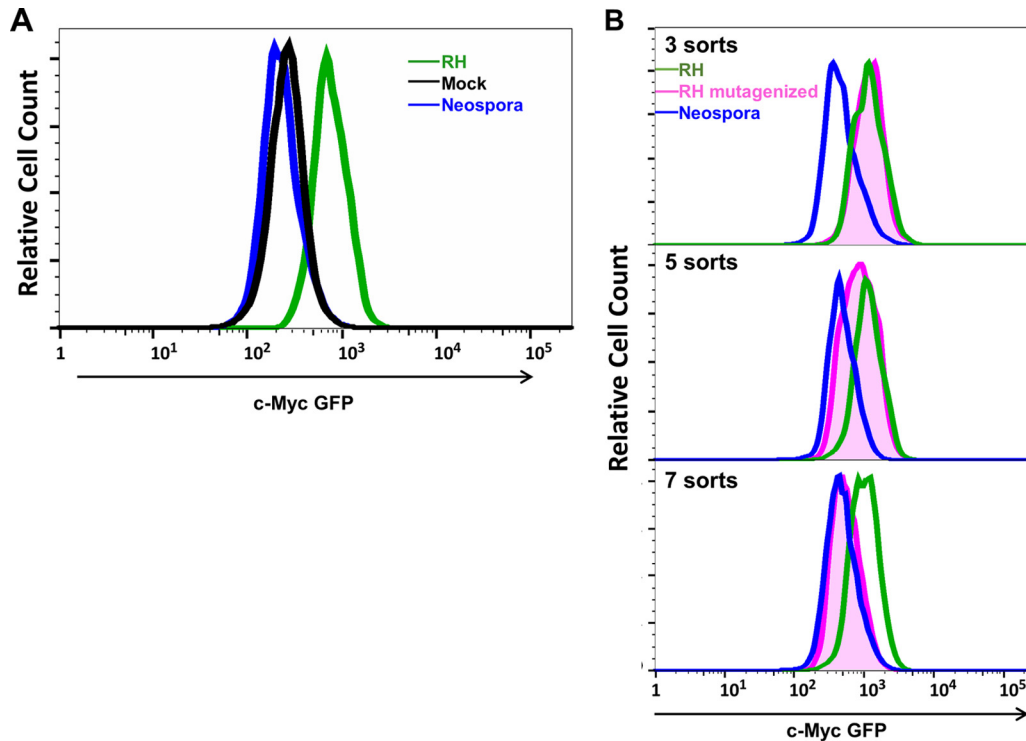 A
RH
Mock
Neospora
Relative Cell Count
1 10¹ 10² 10³ 10⁴ 10⁵
c-Myc GFP
B
3 sorts
RH
RH mutagenized
Neospora
5 sorts
Relative Cell Count
7 sorts
1 10¹ 10² 10³ 10⁴ 10⁵
c-Myc GFP